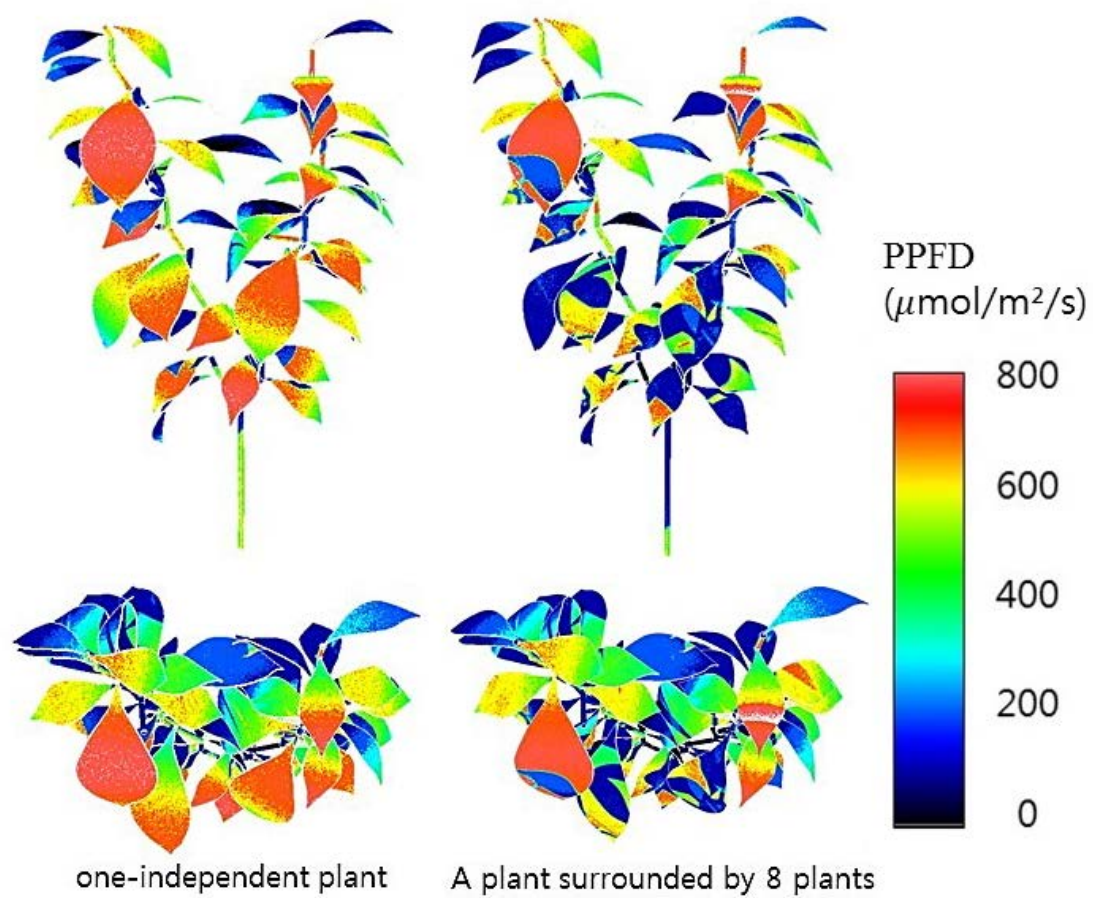 PPFD
(μmol/m²/s)
800
600
400
200
0
one-independent plant
A plant surrounded by 8 plants